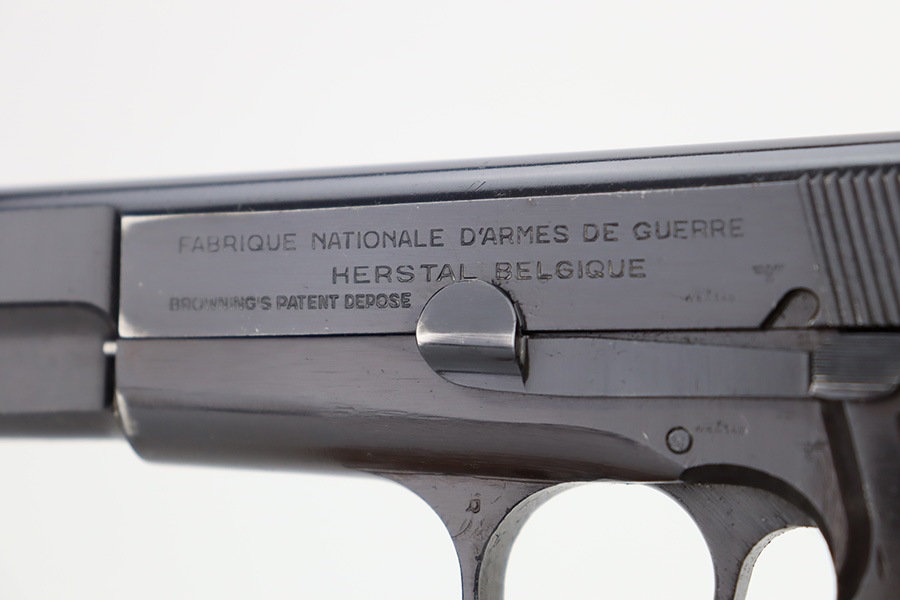 FABRIQUE NATIONALE D'ARMES DE GUERRE
HERSTAL BELGIQUE
BROWNING'S PATENT DEPOSE